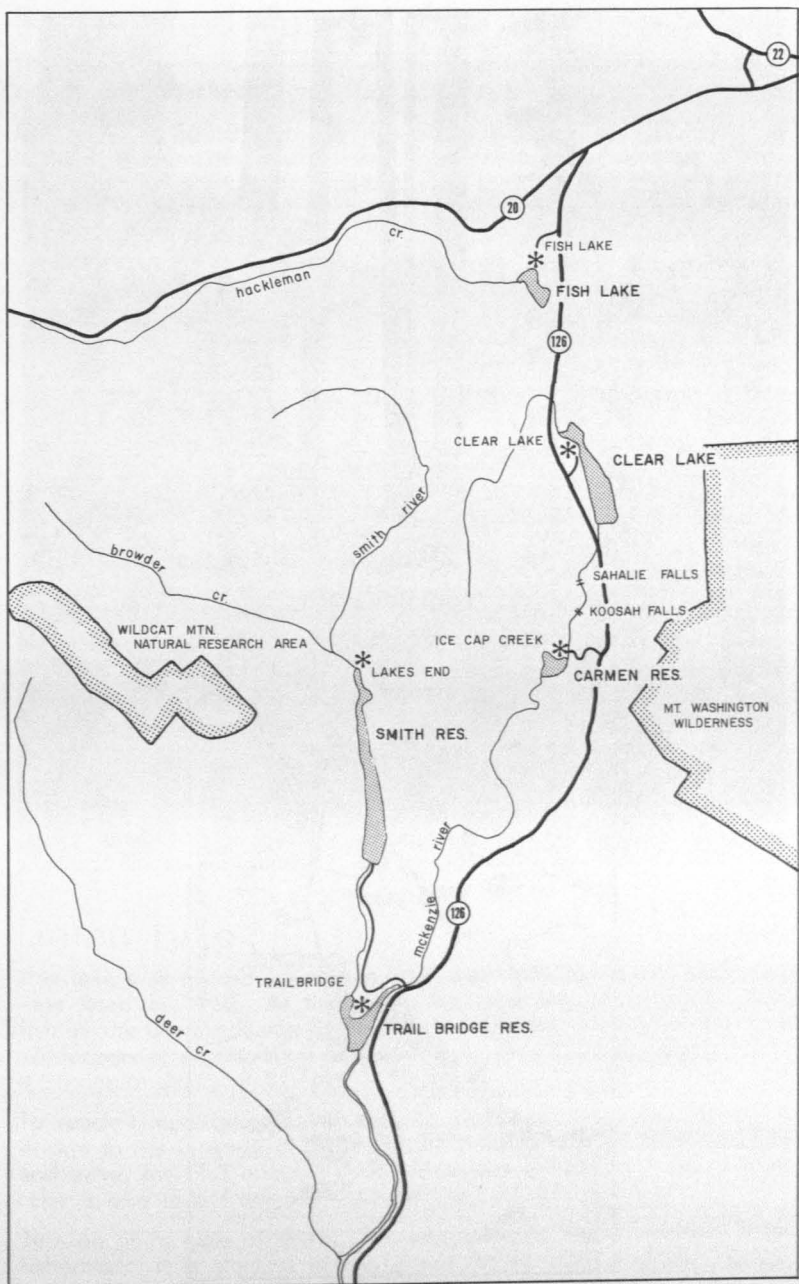 22
20
cr.
FISH LAKE
hackleman
FISH LAKE
126
CLEAR LAKE
CLEAR LAKE
smith river
browder
cr.
SAHALIE FALLS
KOOSAH FALLS
WILDCAT MTN.
NATURAL RESEARCH AREA
ICE CAP CREEK
LAKES END
CARMEN RES.
MT. WASHINGTON
WILDERNESS
SMITH RES.
mckenzie river
126
TRAILBRIDGE
TRAIL BRIDGE RES.
deer cr